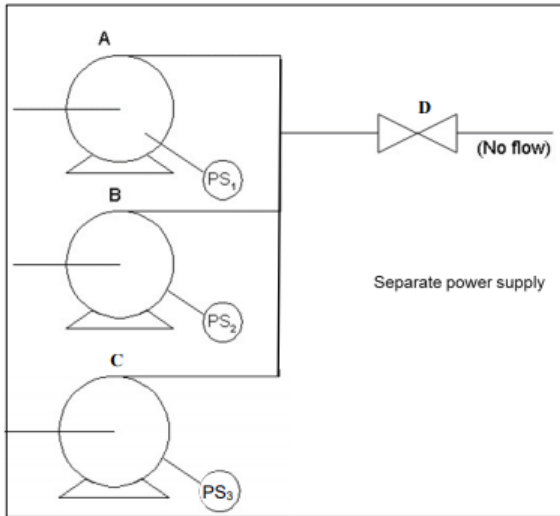 A
D
(No flow)
PS₁
B
Separate power supply
PS₂
C
PS₃